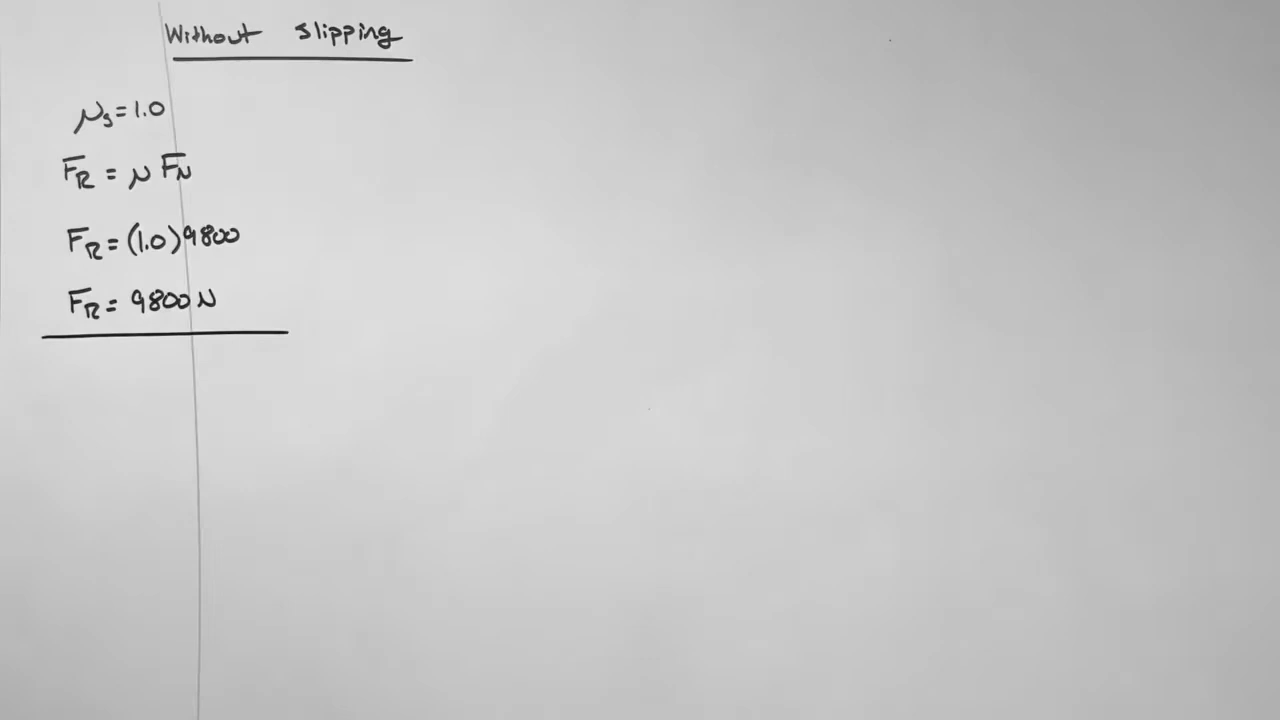 Without slipping
μs = 1.0
FR = μ FN
FR = (1.0) 9800
FR = 9800 N